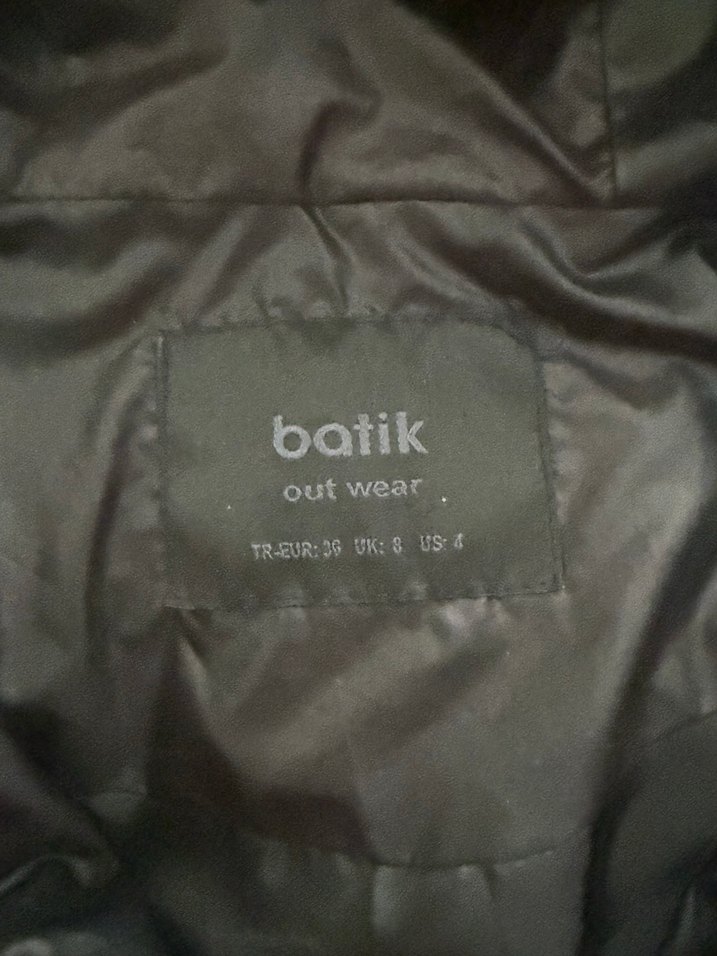 batik
out wear
TR-EUR: 36 UK: 8 US: 4